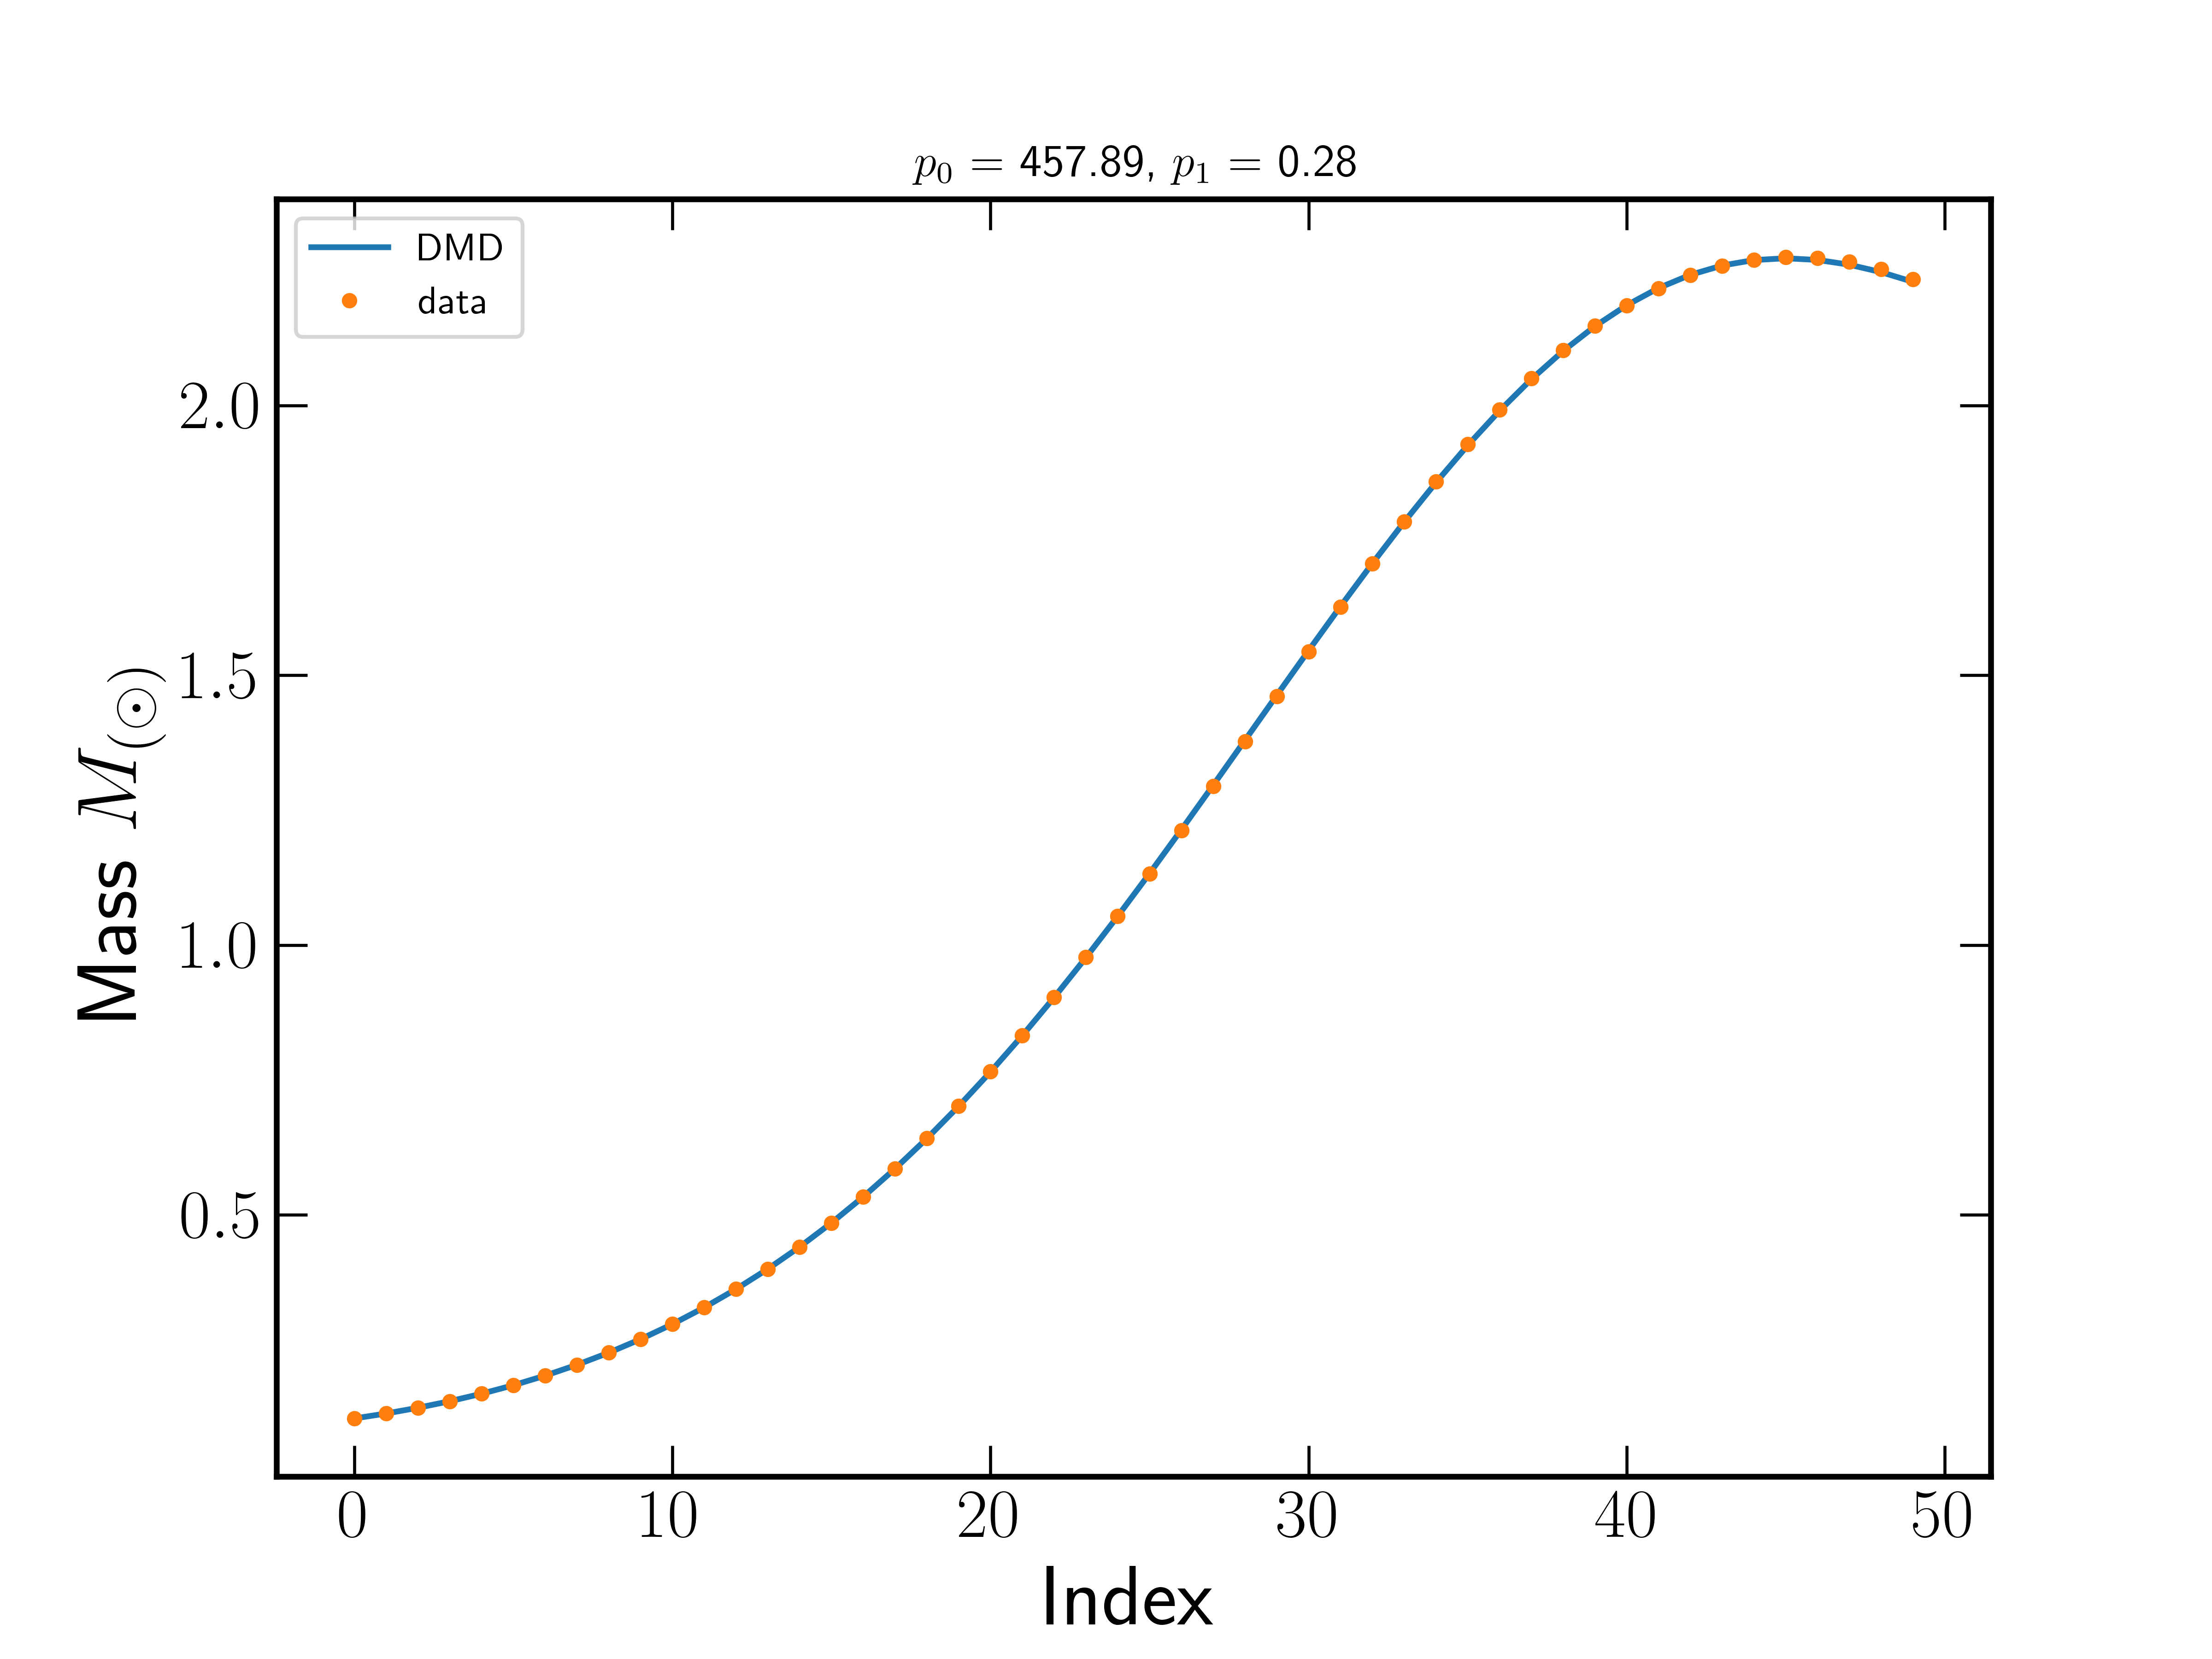 p₀ = 457.89, p₁ = 0.28
DMD
data
2.0
1.5
1.0
0.5
Mass M(⊙)
0 10 20 30 40 50
Index